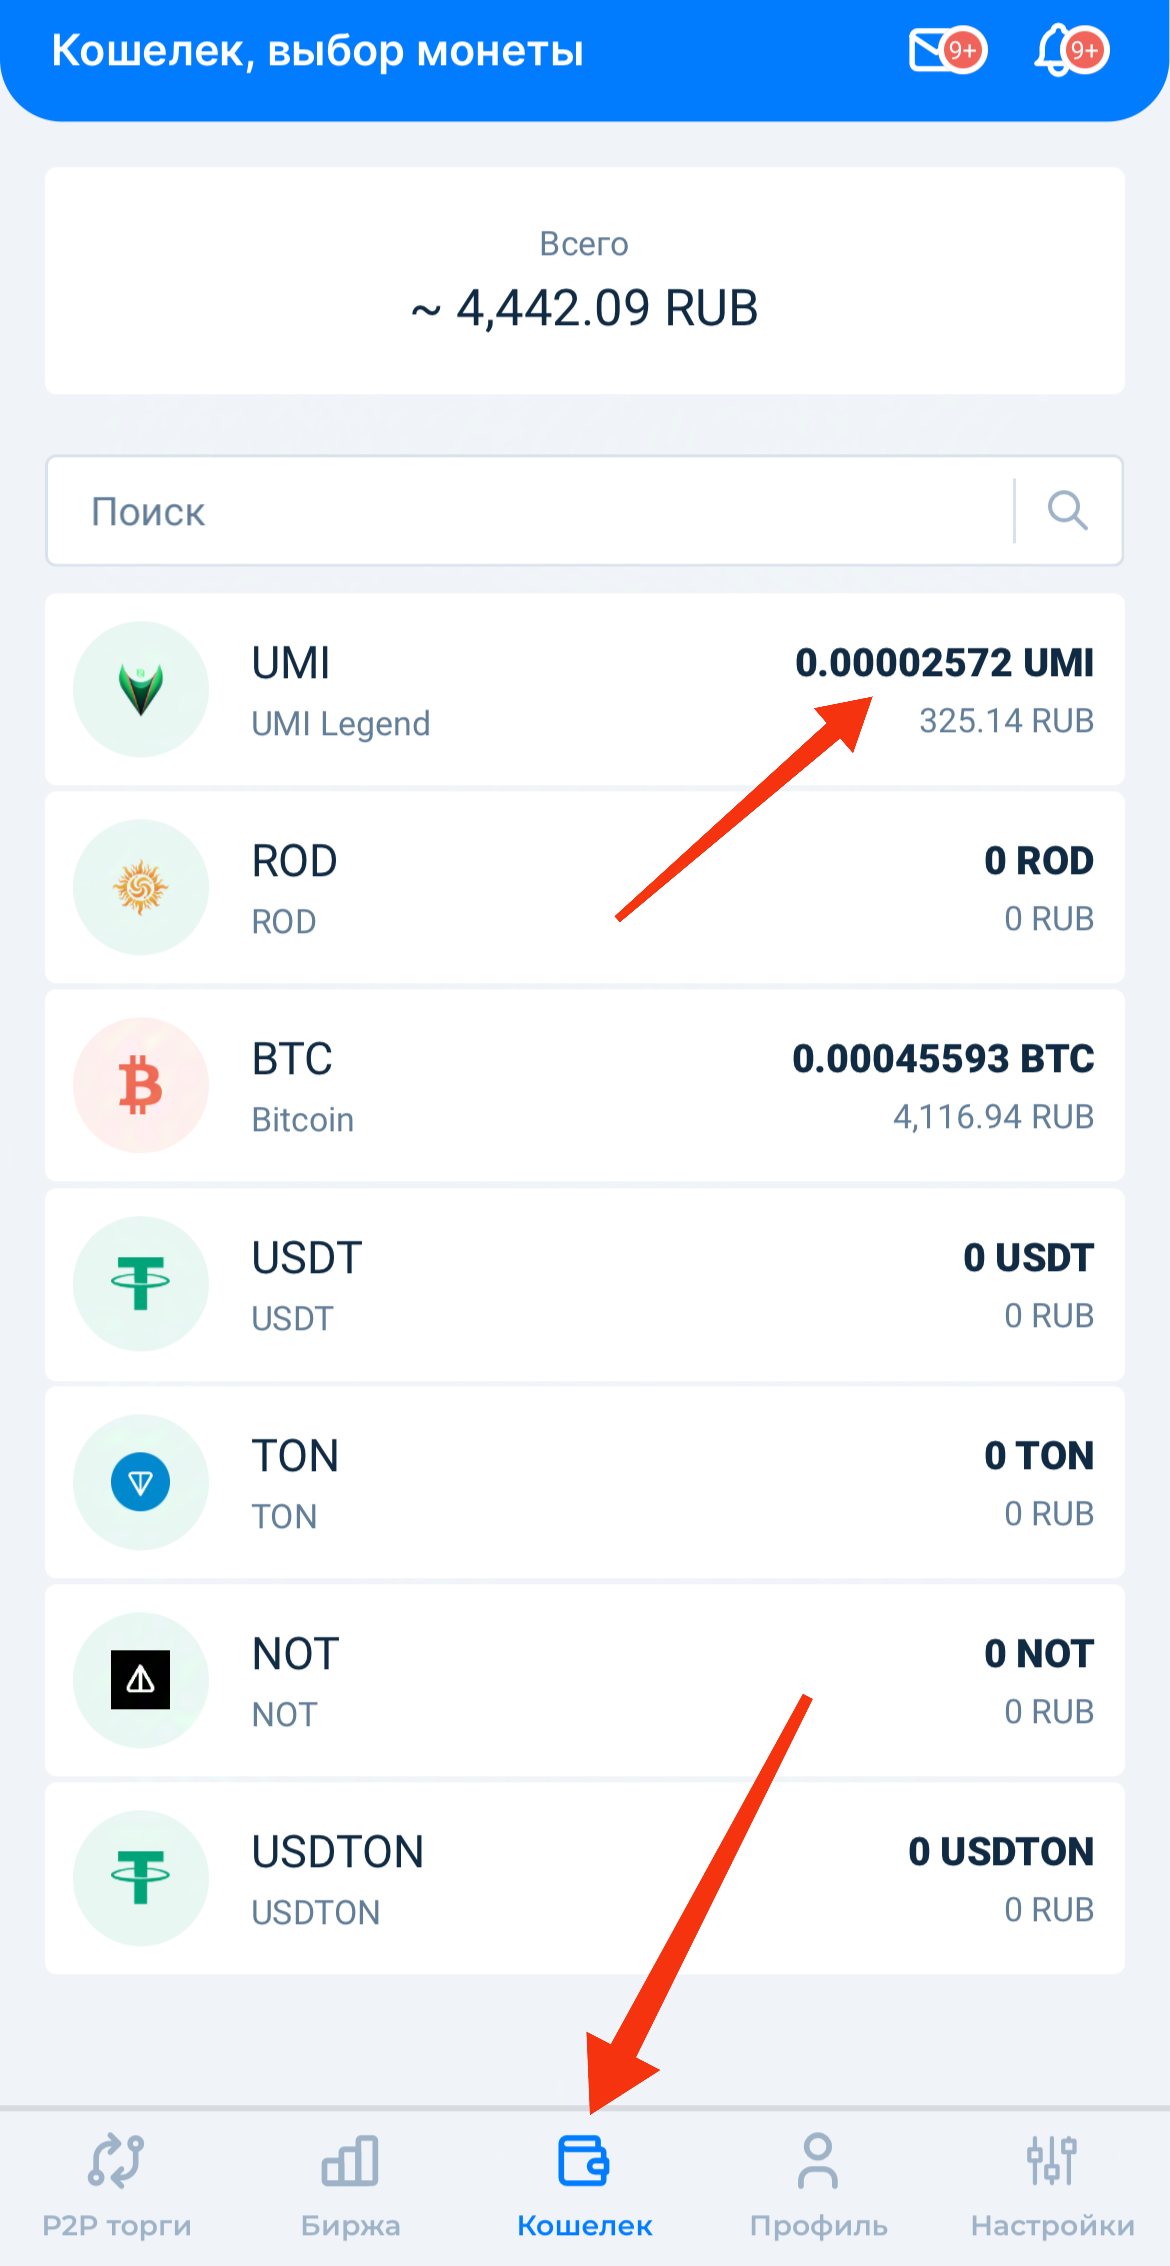 Кошелек, выбор монеты
9+
9+
Всего
~ 4,442.09 RUB
Поиск
UMI
0.00002572 UMI
UMI Legend
325.14 RUB
ROD
0 ROD
ROD
0 RUB
BTC
0.00045593 BTC
Bitcoin
4,116.94 RUB
USDT
0 USDT
USDT
0 RUB
TON
0 TON
TON
0 RUB
NOT
0 NOT
NOT
0 RUB
USDTON
0 USDTON
USDTON
0 RUB
P2P торги
Биржа
Кошелек
Профиль
Настройки